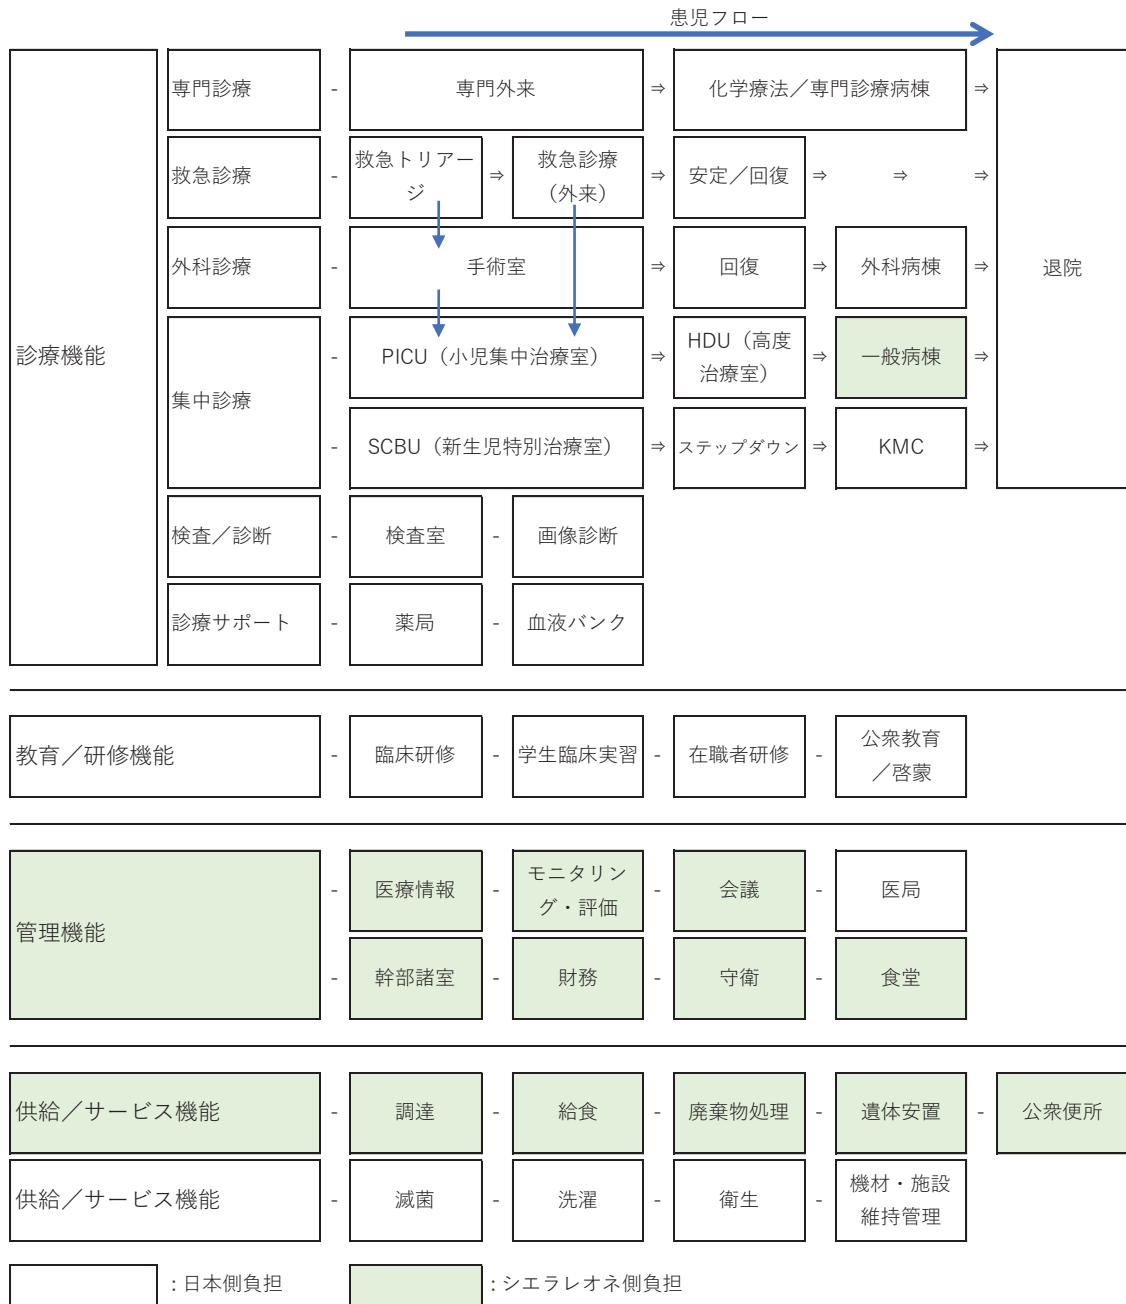 患児フロー
専門診療 - 専門外来 ⇒ 化学療法／専門診療病棟 ⇒
救急診療 - 救急トリアー
ジ ⇒ 救急診療
（外来） ⇒ 安定／回復 ⇒ ⇒ ⇒
外科診療 - 手術室 ⇒ 回復 ⇒ 外科病棟 ⇒ 退院
診療機能
集中診療
- PICU（小児集中治療室） ⇒ HDU（高度
治療室） ⇒ 一般病棟 ⇒
- SCBU（新生児特別治療室） ⇒ ステップダウン ⇒ KMC ⇒
検査／診断 - 検査室 - 画像診断
診療サポート - 薬局 - 血液バンク
教育／研修機能 - 臨床研修 - 学生臨床実習 - 在職者研修 - 公衆教育
／啓蒙
管理機能
- 医療情報 - モニタリン
グ・評価 - 会議 - 医局
- 幹部諸室 - 財務 - 守衛 - 食堂
供給／サービス機能 - 調達 - 給食 - 廃棄物処理 - 遺体安置 - 公衆便所
供給／サービス機能 - 滅菌 - 洗濯 - 衛生 - 機材・施設
維持管理
：日本側負担 ：シエラレオネ側負担